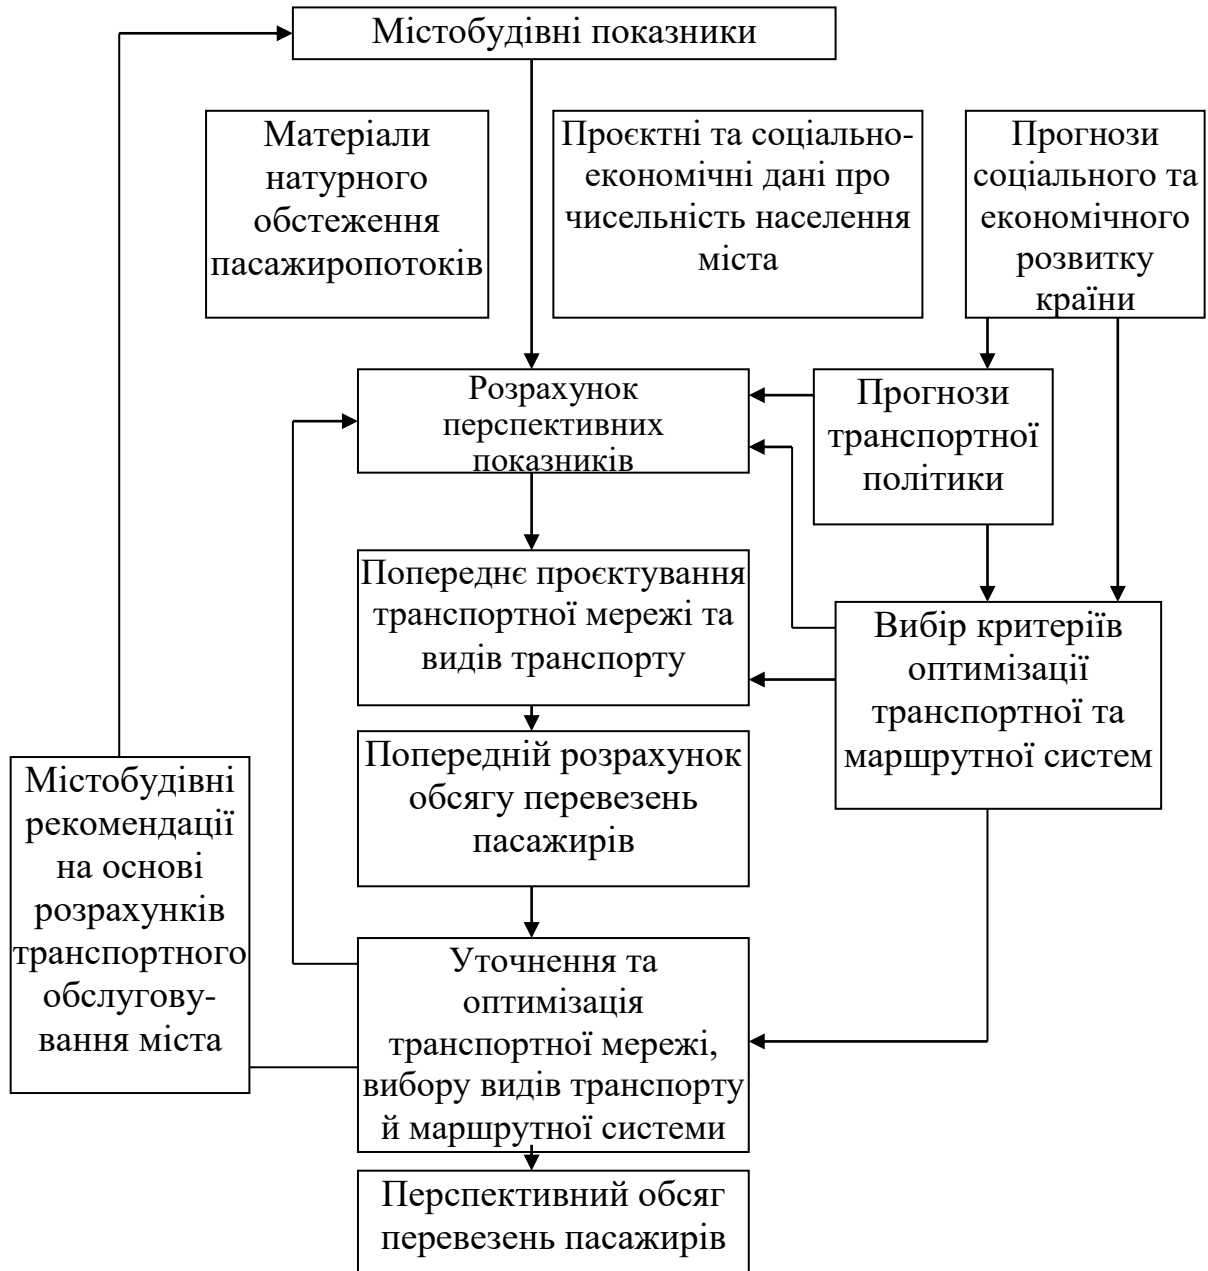 Містобудівні показники
Матеріали
натурного
обстеження
пасажиропотоків
Проєктні та соціально-
економічні дані про
чисельність населення
міста
Прогнози
соціального та
економічного
розвитку
країни
Розрахунок
перспективних
показників
Прогнози
транспортної
політики
Попереднє проєктування
транспортної мережі та
видів транспорту
Вибір критеріїв
оптимізації
транспортної та
маршрутної систем
Попередній розрахунок
обсягу перевезень
пасажирів
Містобудівні
рекомендації
на основі
розрахунків
транспортного
обслугову-
вання міста
Уточнення та
оптимізація
транспортної мережі,
вибору видів транспорту
й маршрутної системи
Перспективний обсяг
перевезень пасажирів